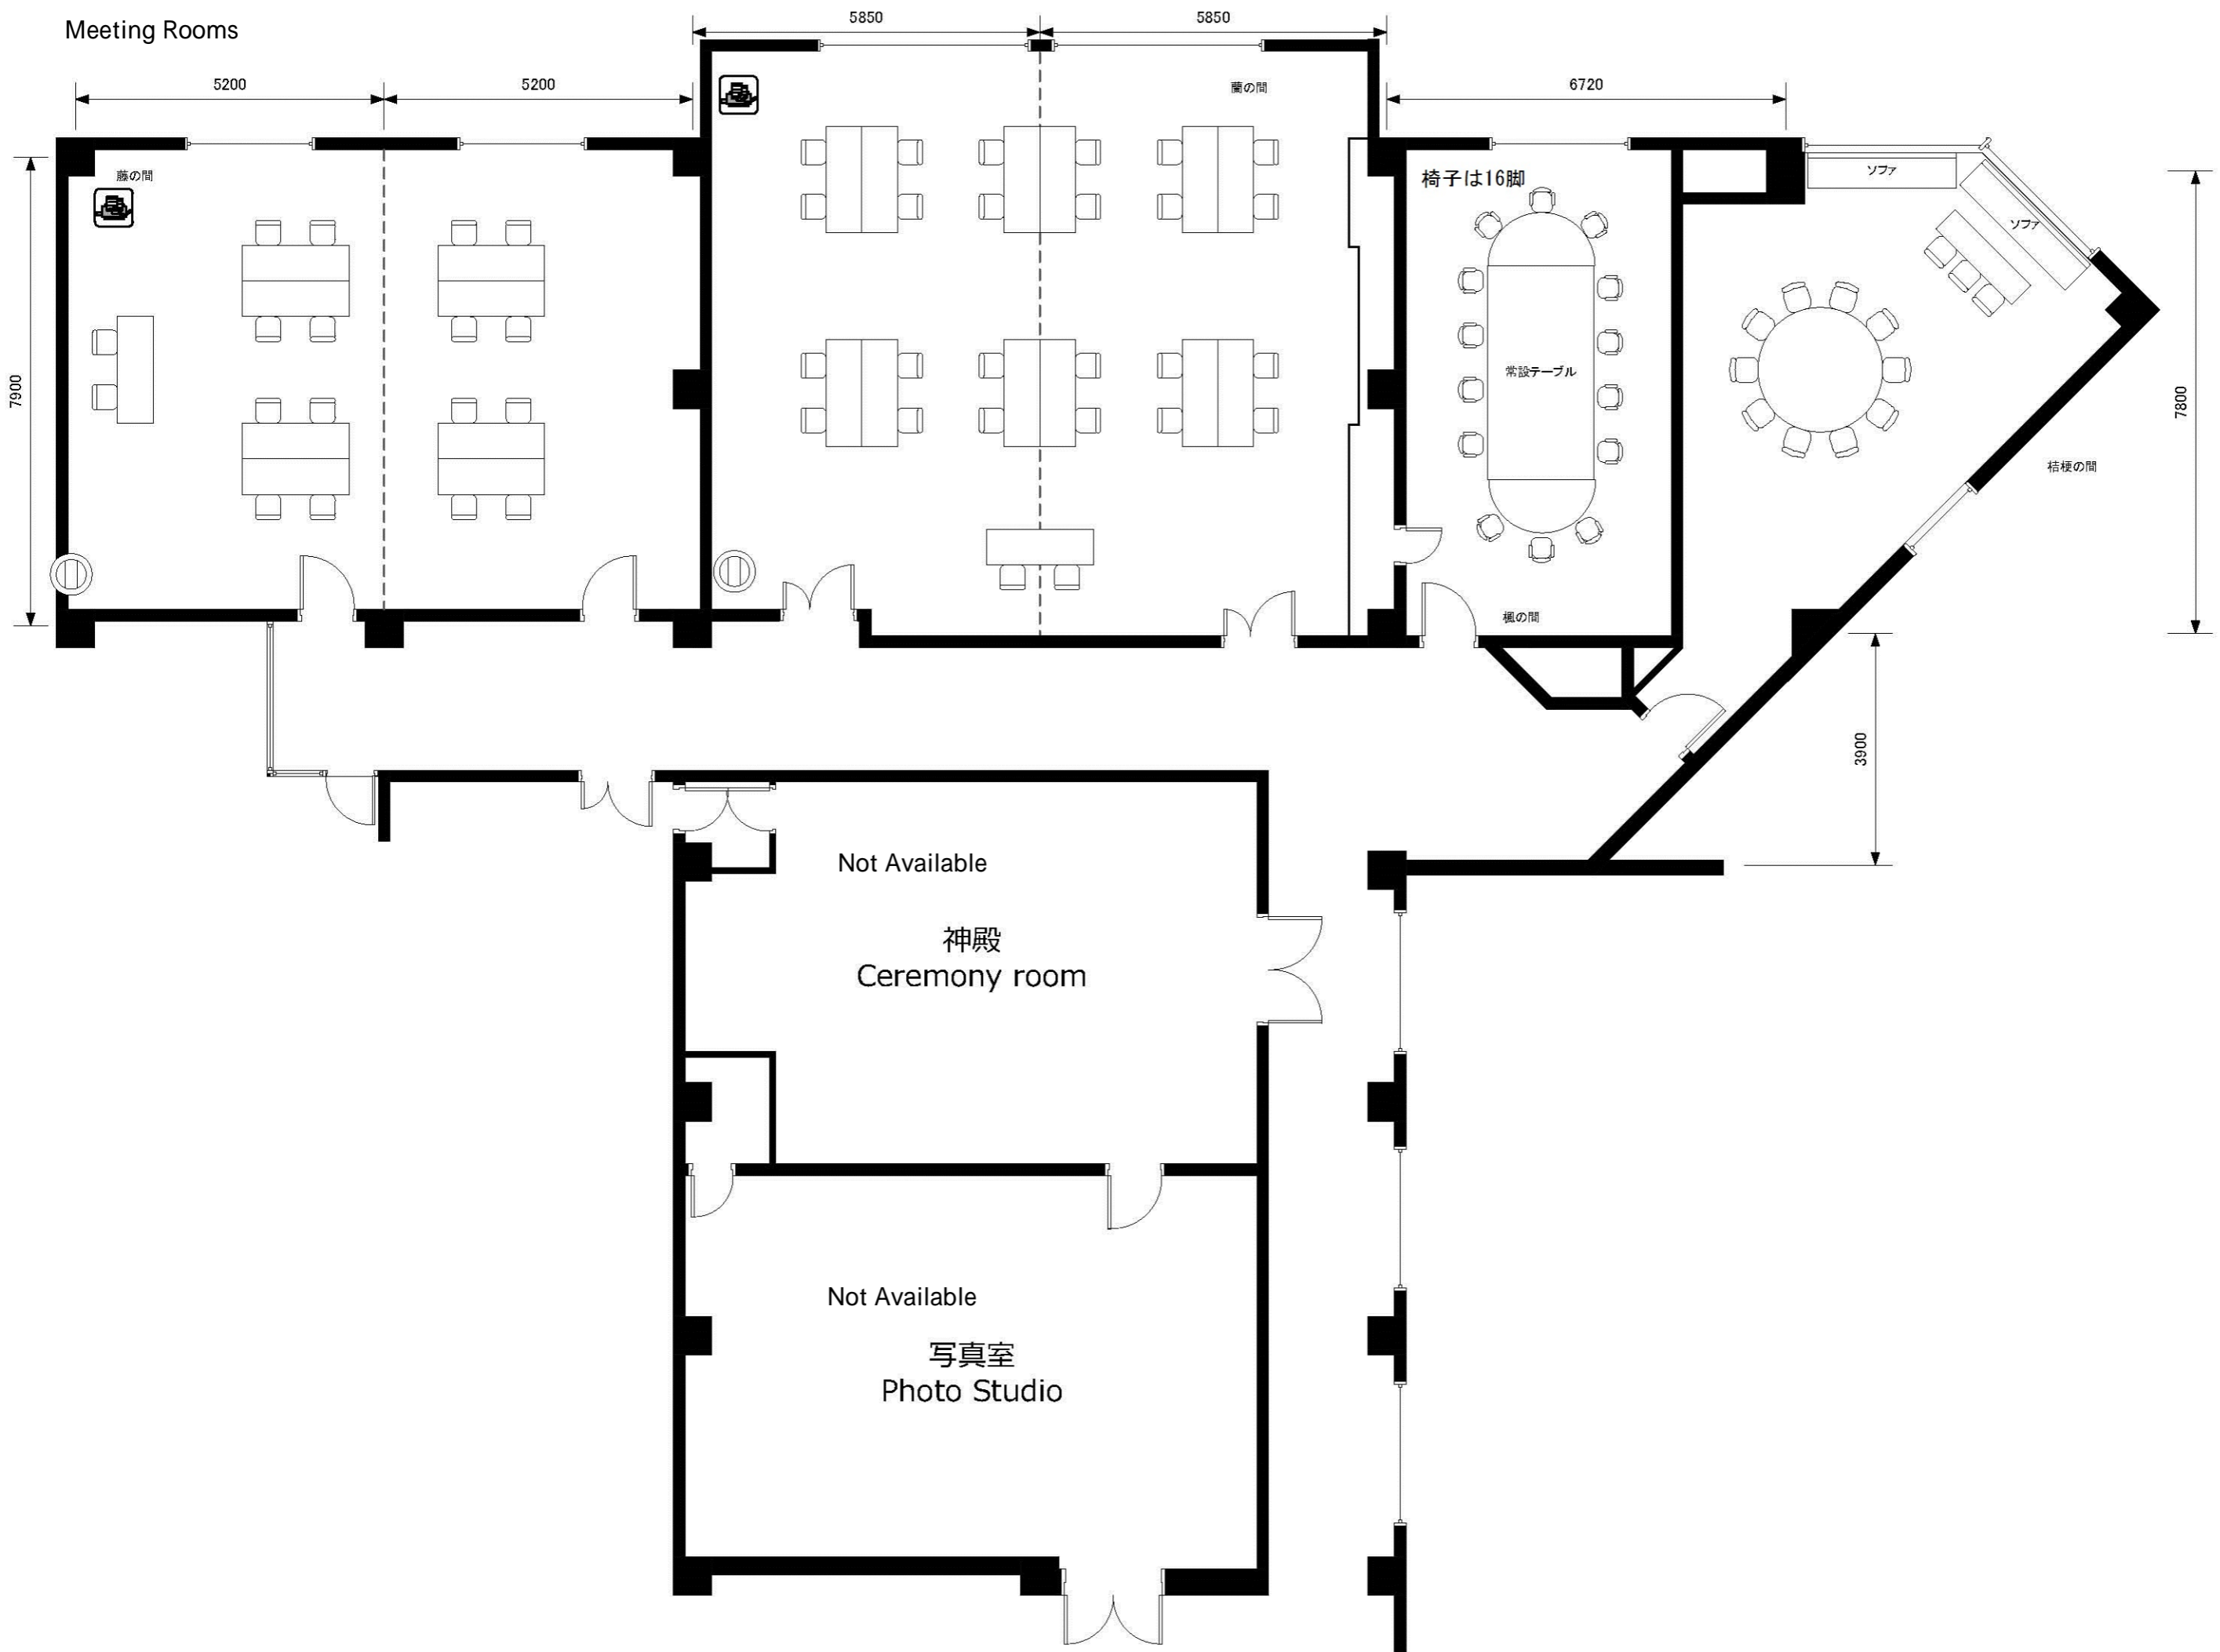 Meeting Rooms
5850
5850
5200
5200
6720
蘭の間
藤の間
椅子は16脚
ソファ
ソファ
7900
常設テーブル
7800
桔梗の間
楓の間
3900
Not Available
神殿
Ceremony room
Not Available
写真室
Photo Studio